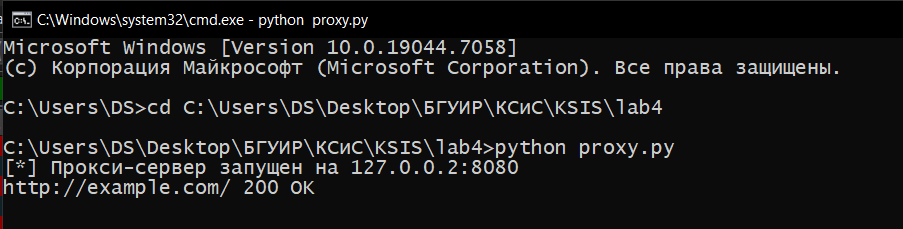 C:\Windows\system32\cmd.exe - python  proxy.py
Microsoft Windows [Version 10.0.19044.7058]
(c) Корпорация Майкрософт (Microsoft Corporation). Все права защищены.
C:\Users\DS>cd C:\Users\DS\Desktop\БГУИР\КСиС\KSIS\lab4
C:\Users\DS\Desktop\БГУИР\КСиС\KSIS\lab4>python proxy.py
[*] Прокси-сервер запущен на 127.0.0.2:8080
http://example.com/ 200 OK